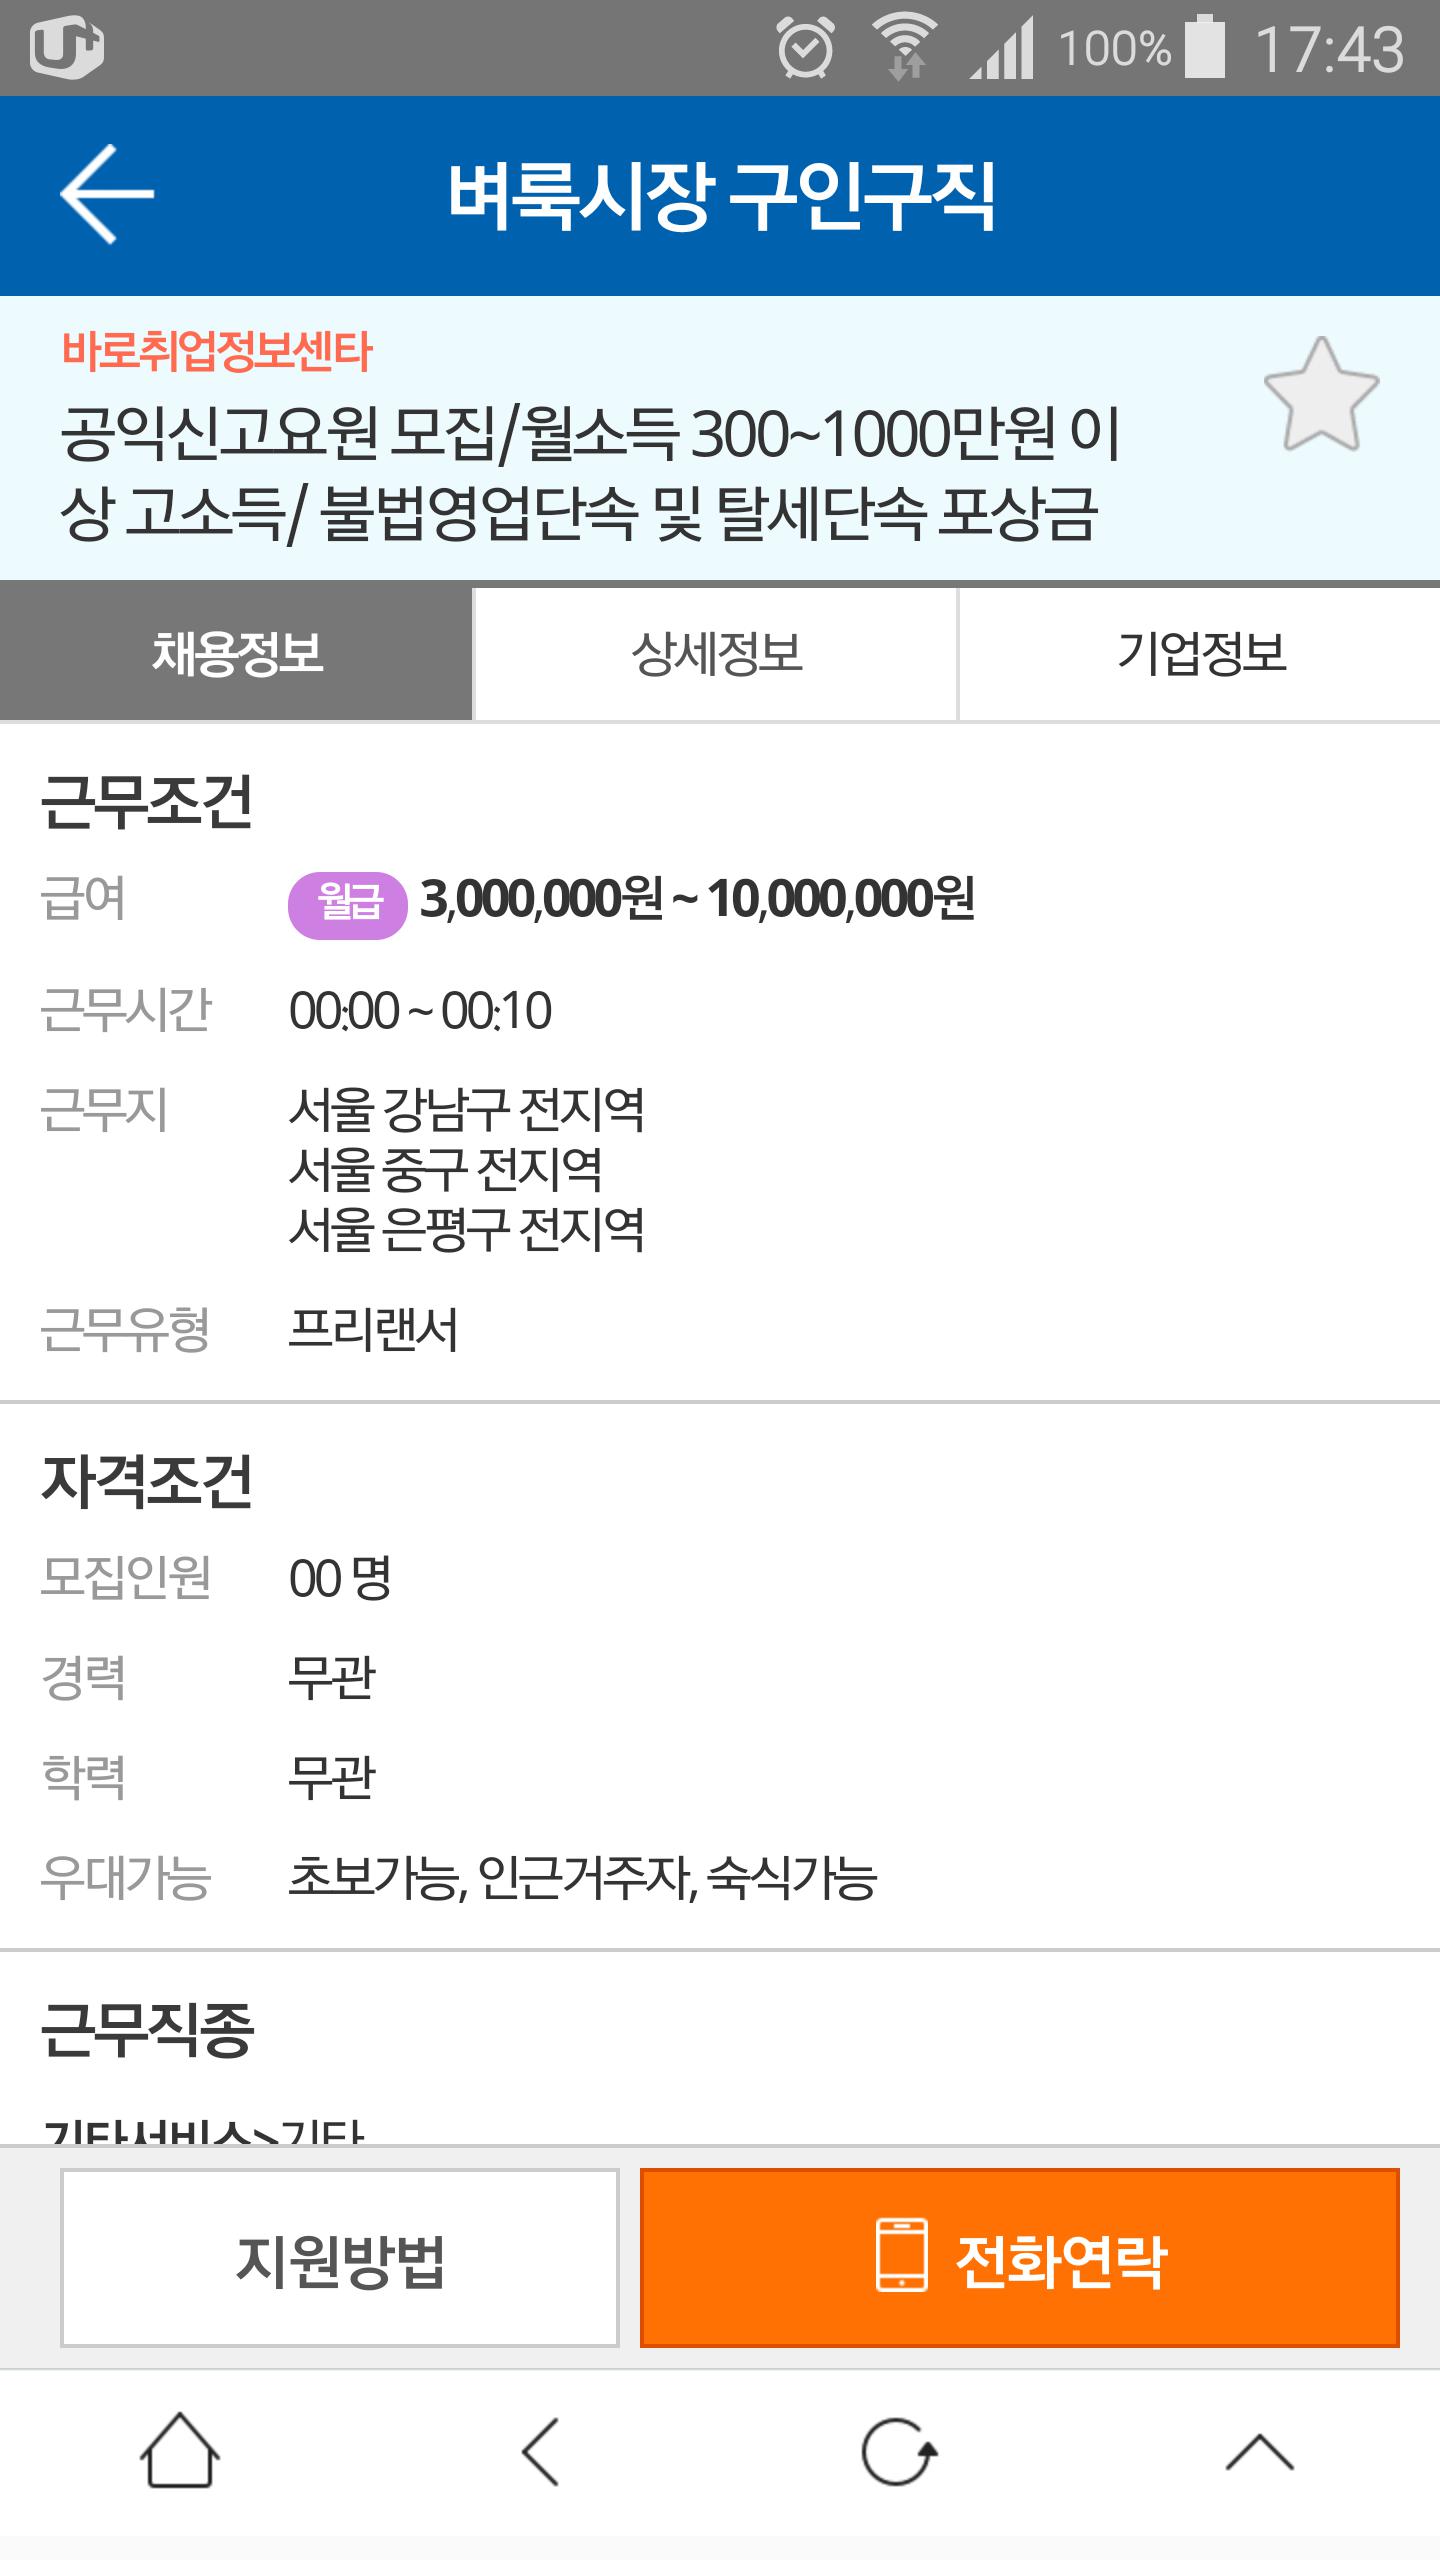 U+
100% 17:43
벼룩시장 구인구직
바로취업정보센타
공익신고요원 모집/월소득 300~1000만원 이
상 고소득/ 불법영업단속 및 탈세단속 포상금
채용정보 상세정보 기업정보
근무조건
급여 월급 3,000,000원 ~ 10,000,000원
근무시간 00:00 ~ 00:10
근무지 서울 강남구 전지역
서울 중구 전지역
서울 은평구 전지역
근무유형 프리랜서
자격조건
모집인원 00 명
경력 무관
학력 무관
우대가능 초보가능, 인근거주자, 숙식가능
근무직종
기타서비스>기타
지원방법 전화연락